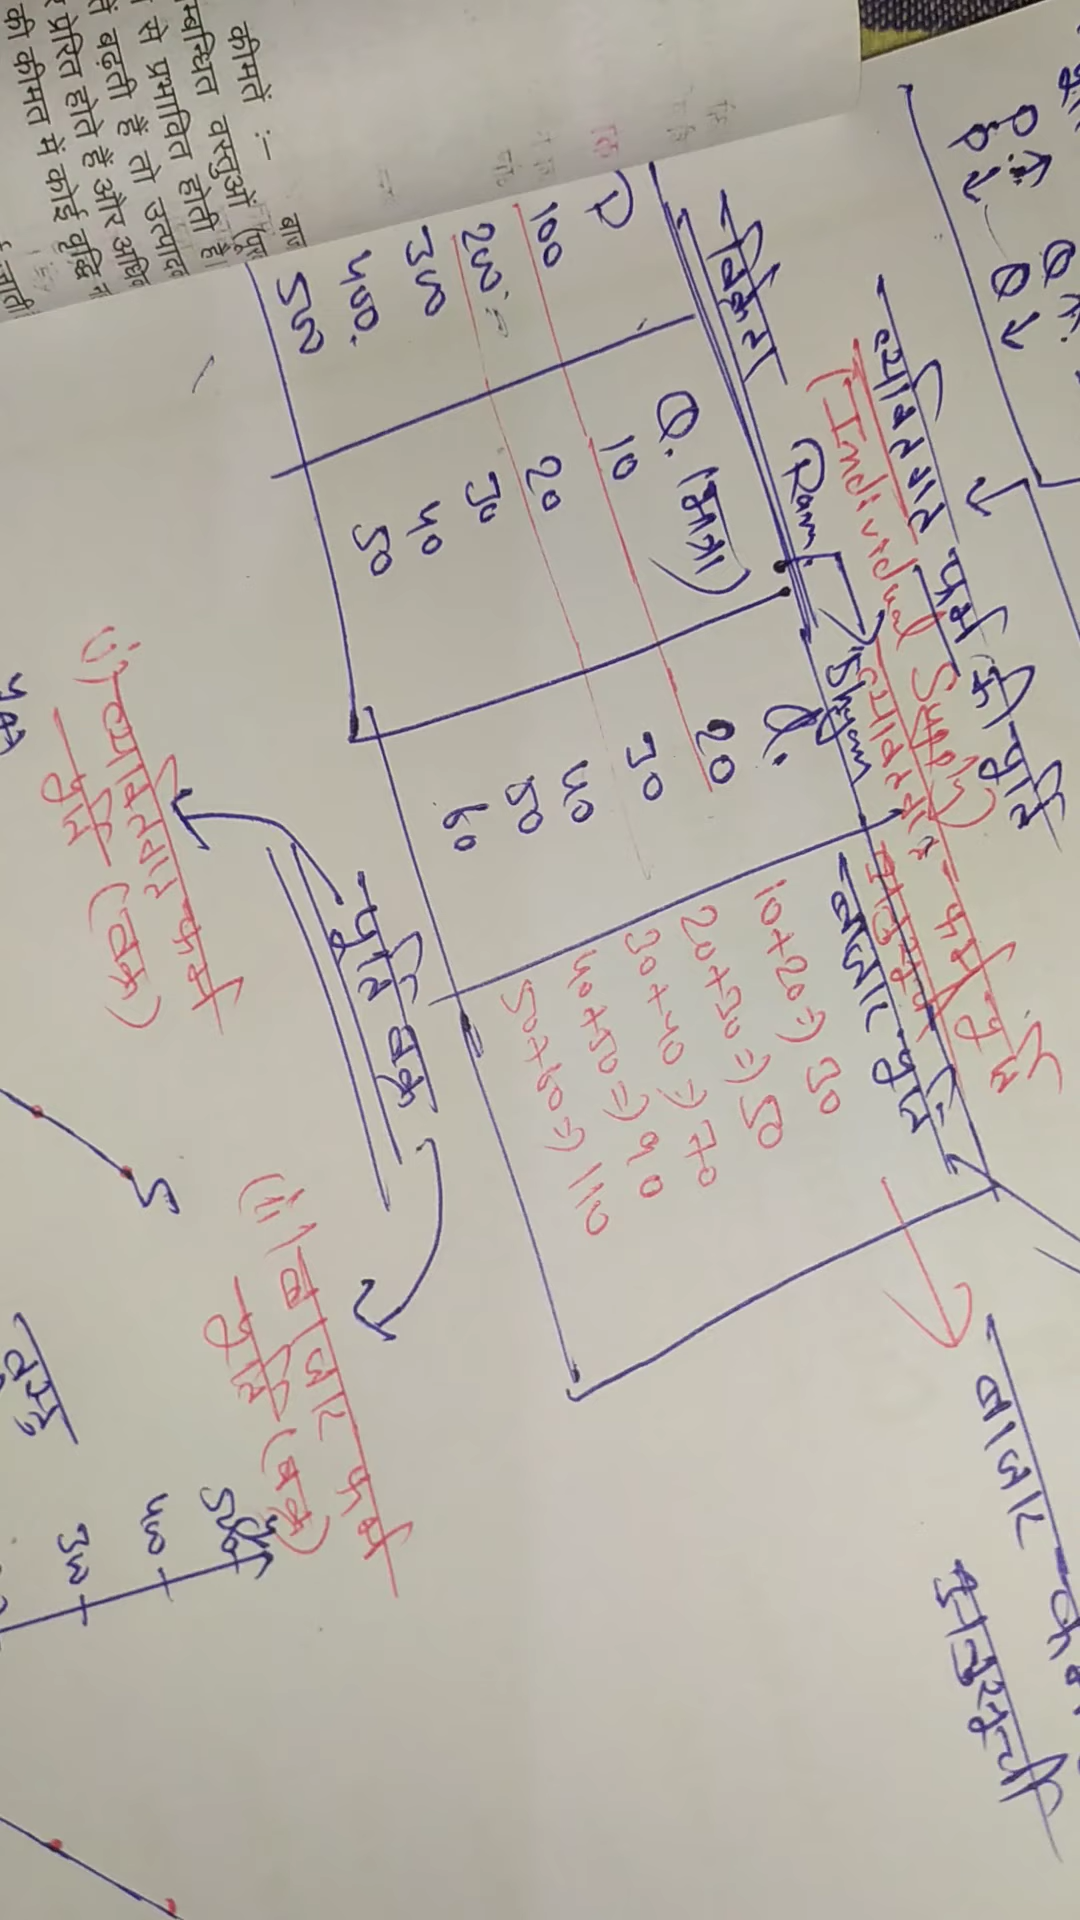 कीमतें :-
म्बन्धित वस्तुओं (पू
से प्रभावित होती है
में बढ़ती हैं तो उत्पादक
प्रेरित होते हैं और अधि
की कीमत में कोई वृद्धि न
P↑ Q↑
P↓ Q↓
व्यक्तिगत फर्म की पूर्ति
(Individual Supply)
व्यक्तिगत फर्म पूर्ति
अनुसूची
विक्रेता (Ram) Shyam बाजार पूर्ति
P Q. (मात्रा) Q.
100 10 20 10+20=) 30
200 20 30 20+30=) 50
300 30 40 30+40=) 70
400 40 50 40+50=) 90
500 50 60 50+60=) 110
बाजार
अनुसूची
पूर्ति वक्र
i) व्यक्तिगत फर्म
पूर्ति (वक्र)
ii) बाजार फर्म
पूर्ति (वक्र)
S
500
400
300